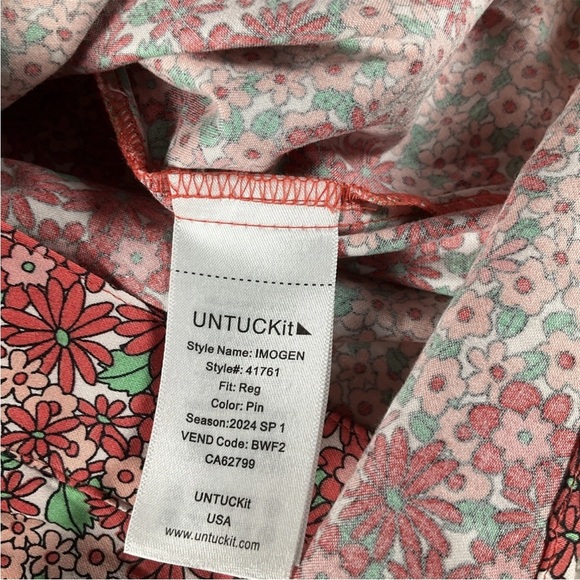 UNTUCKit
Style Name: IMOGEN
Style#: 41761
Fit: Reg
Color: Pin
Season:2024 SP 1
VEND Code: BWF2
CA62799
UNTUCKit
USA
www.untuckit.com